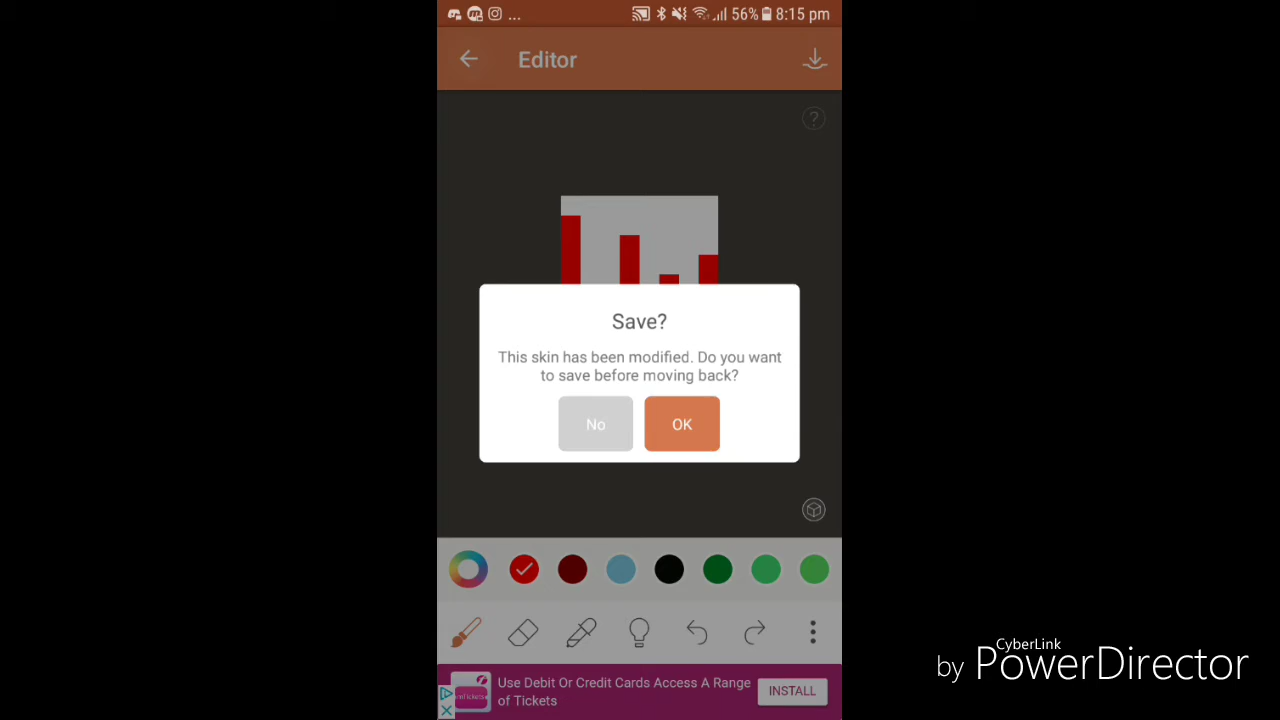 ... 56% 8:15 pm
Editor
?
Save?
This skin has been modified. Do you want
to save before moving back?
No OK
Use Debit Or Credit Cards Access A Range
of Tickets
INSTALL
CyberLink
by PowerDirector